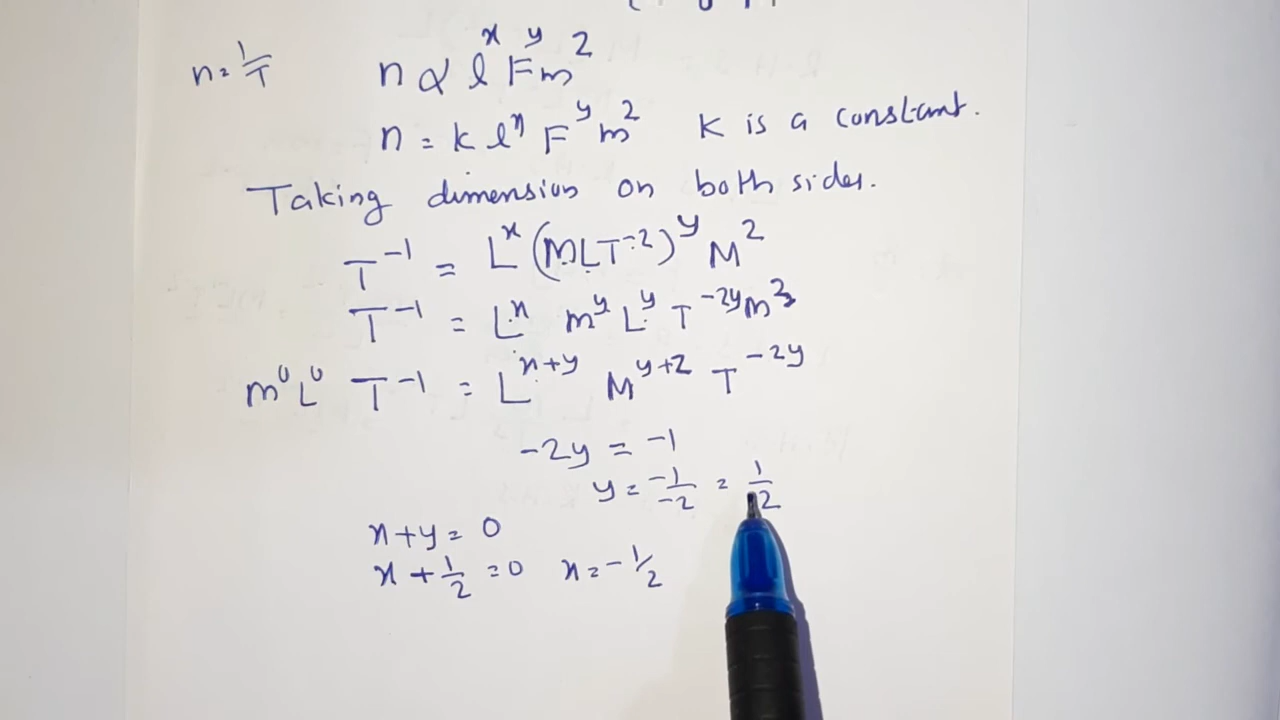 n = 1/T n ∝ l^x F^y m^2
n = k l^x F^y m^2 K is a constant.
Taking dimension on both sides.
T^-1 = L^x (MLT^-2)^y M^2
T^-1 = L^x m^y L^y T^-2y m^2
m^0 L^0 T^-1 = L^x+y M^y+2 T^-2y
-2y = -1
y = -1/-2 = 1/2
x + y = 0
x + 1/2 = 0 x = -1/2